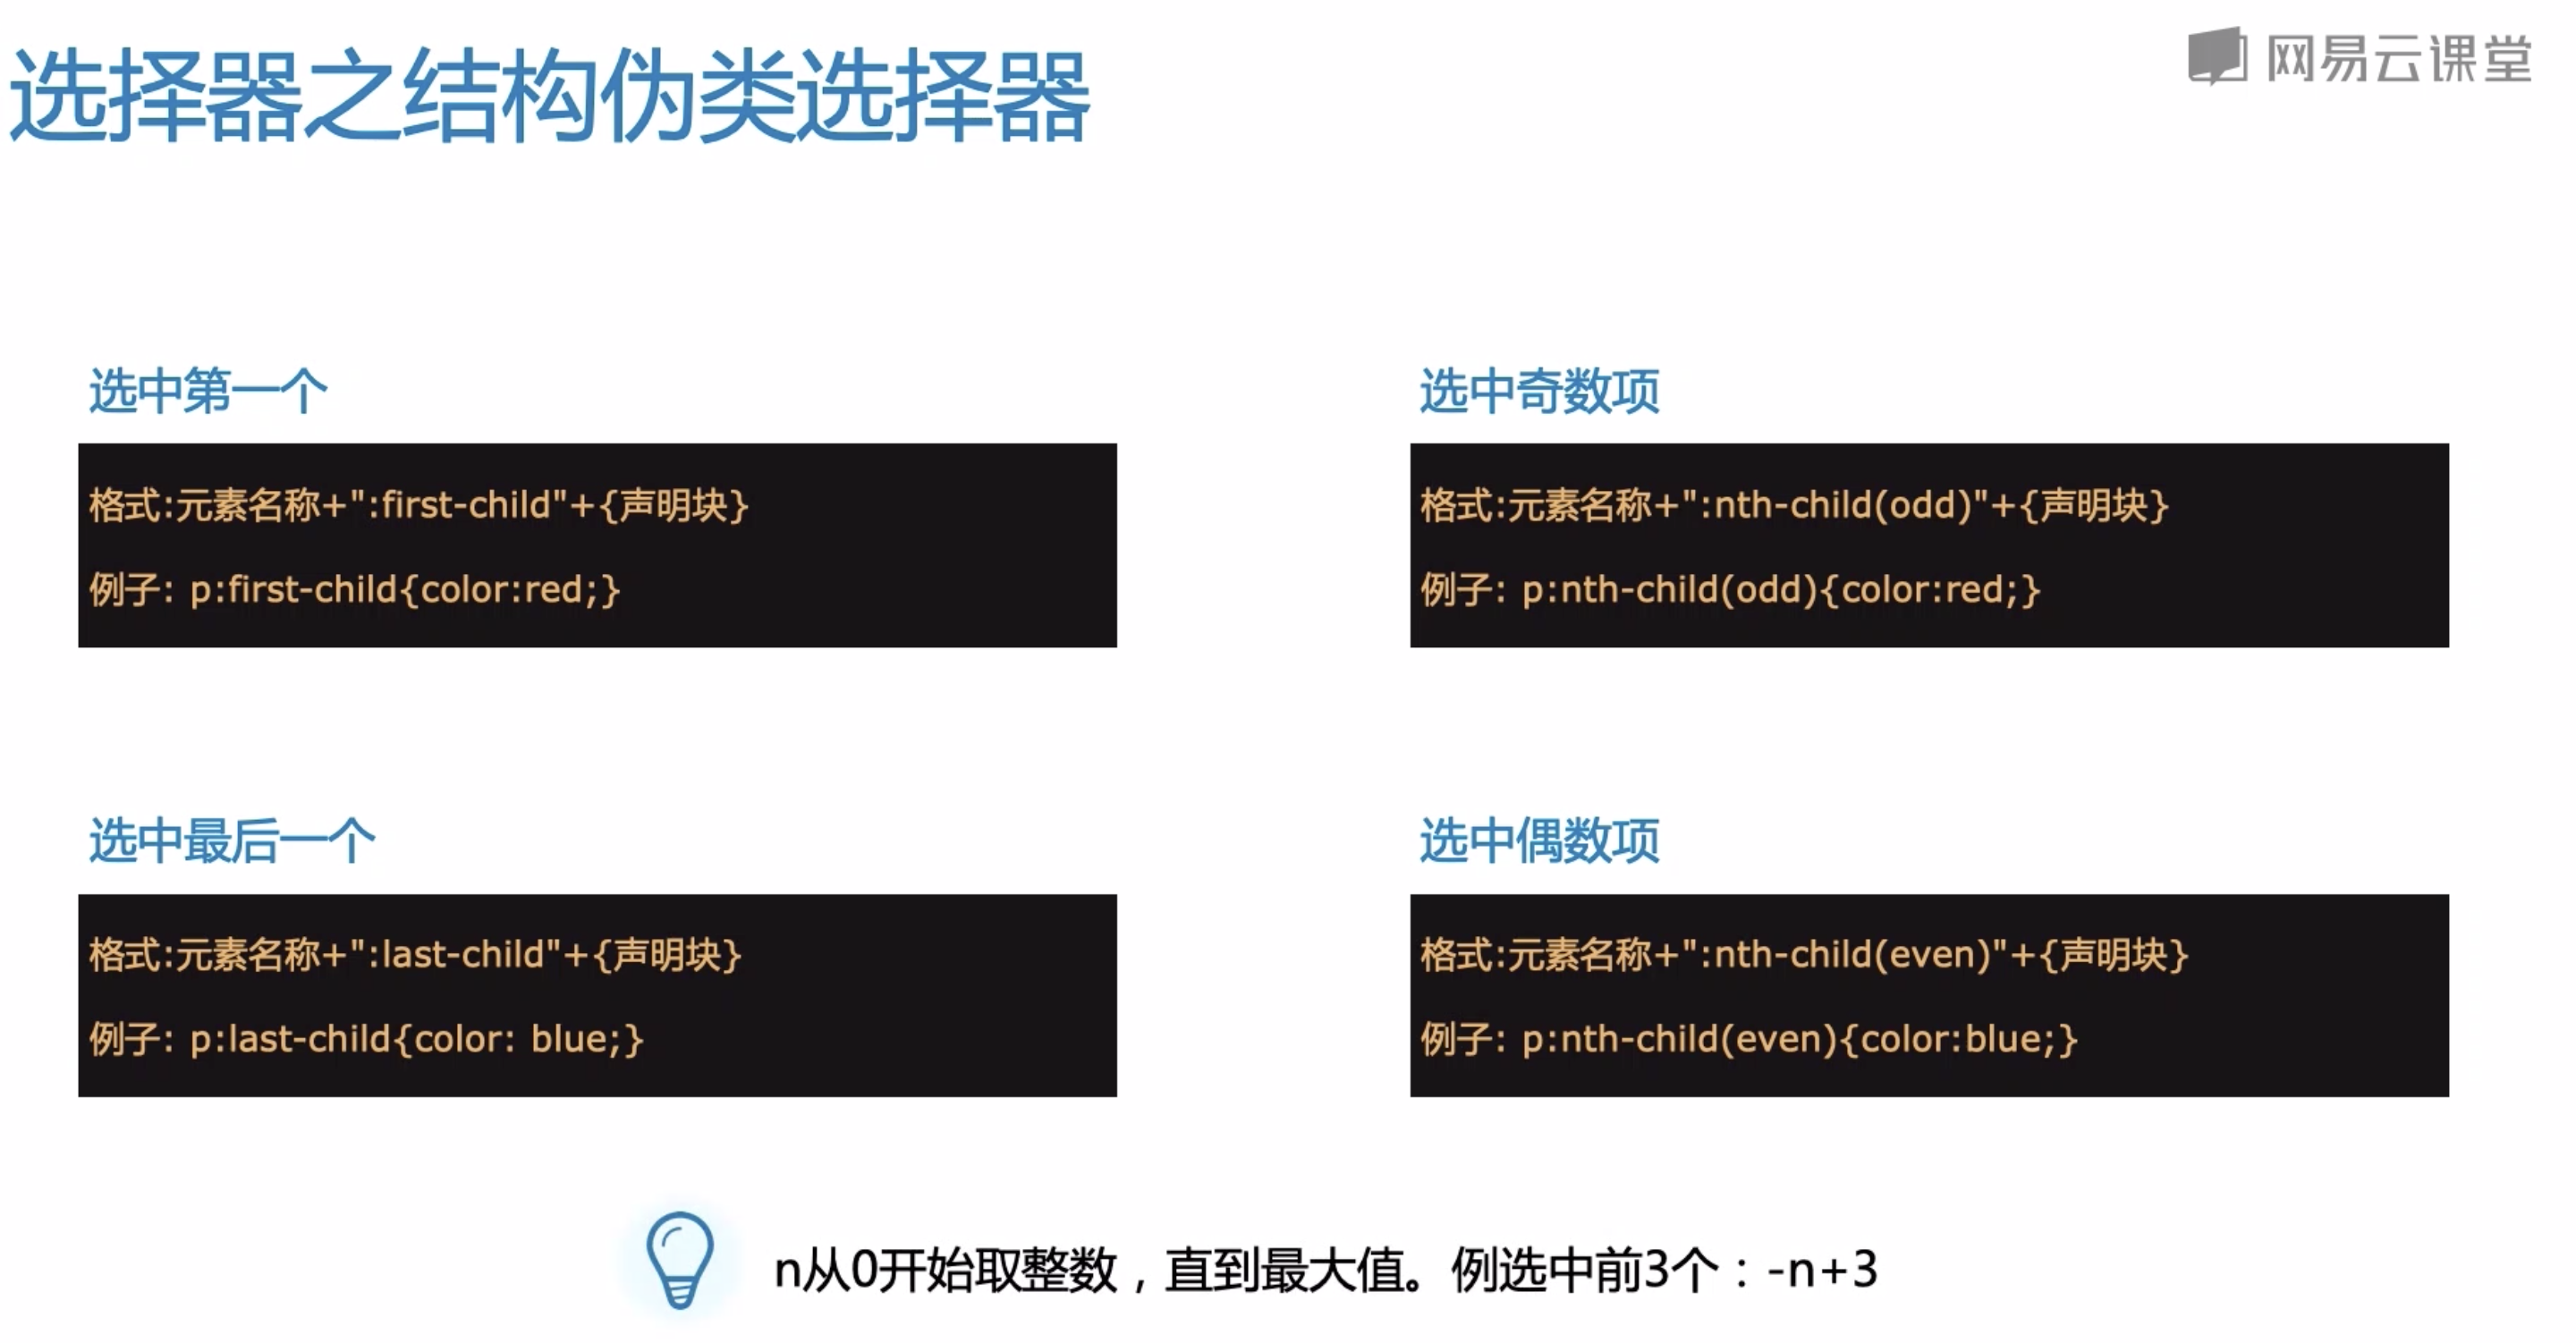 选择器之结构伪类选择器
网易云课堂
选中第一个
格式:元素名称+":first-child"+{声明块}
例子: p:first-child{color:red;}
选中奇数项
格式:元素名称+":nth-child(odd)"+{声明块}
例子: p:nth-child(odd){color:red;}
选中最后一个
格式:元素名称+":last-child"+{声明块}
例子: p:last-child{color: blue;}
选中偶数项
格式:元素名称+":nth-child(even)"+{声明块}
例子: p:nth-child(even){color:blue;}
n从0开始取整数，直到最大值。例选中前3个：-n+3